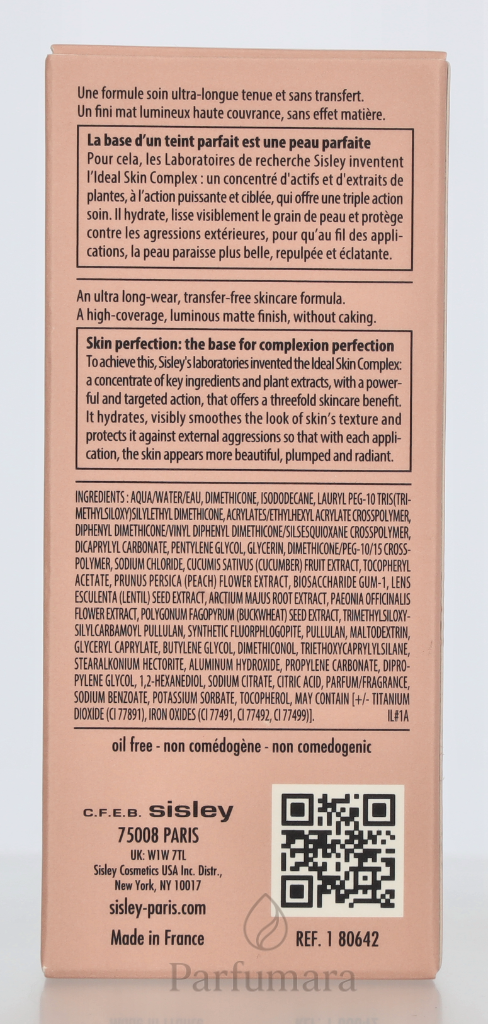 Une formule soin ultra-longue tenue et sans transfert.
Un fini mat lumineux haute couvrance, sans effet matière.
La base d'un teint parfait est une peau parfaite
Pour cela, les Laboratoires de recherche Sisley inventent
l'Ideal Skin Complex : un concentré d'actifs et d'extraits de
plantes, à l'action puissante et ciblée, qui offre une triple action
soin. Il hydrate, lisse visiblement le grain de peau et protège
contre les agressions extérieures, pour qu'au fil des appli-
cations, la peau paraisse plus belle, repulpée et éclatante.
An ultra long-wear, transfer-free skincare formula.
A high-coverage, luminous matte finish, without caking.
Skin perfection: the base for complexion perfection
To achieve this, Sisley's laboratories invented the Ideal Skin Complex:
a concentrate of key ingredients and plant extracts, with a power-
ful and targeted action, that offers a threefold skincare benefit.
It hydrates, visibly smoothes the look of skin's texture and
protects it against external aggressions so that with each appli-
cation, the skin appears more beautiful, plumped and radiant.
INGREDIENTS : AQUA/WATER/EAU, DIMETHICONE, ISODODECANE, LAURYL PEG-10 TRIS(TRI-
METHYLSILOXY)SILYLETHYL DIMETHICONE, ACRYLATES/ETHYLHEXYL ACRYLATE CROSSPOLYMER,
DIPHENYL DIMETHICONE/VINYL DIPHENYL DIMETHICONE/SILSESQUIOXANE CROSSPOLYMER,
DICAPRYLYL CARBONATE, PENTYLENE GLYCOL, GLYCERIN, DIMETHICONE/PEG-10/15 CROSS-
POLYMER, SODIUM CHLORIDE, CUCUMIS SATIVUS (CUCUMBER) FRUIT EXTRACT, TOCOPHERYL
ACETATE, PRUNUS PERSICA (PEACH) FLOWER EXTRACT, BIOSACCHARIDE GUM-1, LENS
ESCULENTA (LENTIL) SEED EXTRACT, ARCTIUM MAJUS ROOT EXTRACT, PAEONIA OFFICINALIS
FLOWER EXTRACT, POLYGONUM FAGOPYRUM (BUCKWHEAT) SEED EXTRACT, TRIMETHYLSILOXY-
SILYLCARBAMOYL PULLULAN, SYNTHETIC FLUORPHLOGOPITE, PULLULAN, MALTODEXTRIN,
GLYCERYL CAPRYLATE, BUTYLENE GLYCOL, DIMETHICONOL, TRIETHOXYCAPRYLYLSILANE,
STEARALKONIUM HECTORITE, ALUMINUM HYDROXIDE, PROPYLENE CARBONATE, DIPRO-
PYLENE GLYCOL, 1,2-HEXANEDIOL, SODIUM CITRATE, CITRIC ACID, PARFUM/FRAGRANCE,
SODIUM BENZOATE, POTASSIUM SORBATE, TOCOPHEROL, MAY CONTAIN [+/- TITANIUM
DIOXIDE (CI 77891), IRON OXIDES (CI 77491, CI 77492, CI 77499)]. IL#1A
oil free - non comédogène - non comedogenic
C.F.E.B. sisley
75008 PARIS
UK: W1W 7TL
Sisley Cosmetics USA Inc. Distr.,
New York, NY 10017
sisley-paris.com
Made in France
REF. 1 80642
Parfumara